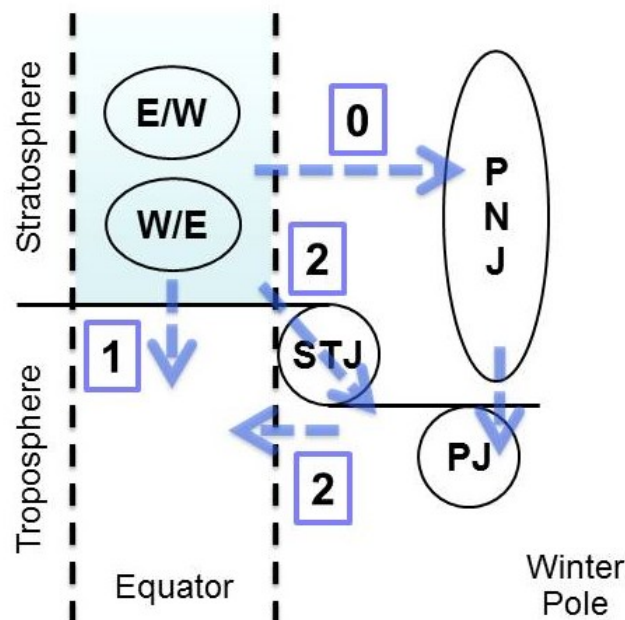 Stratosphere
E/W
W/E
0
P
N
J
2
1
STJ
Troposphere
2
PJ
Equator
Winter
Pole